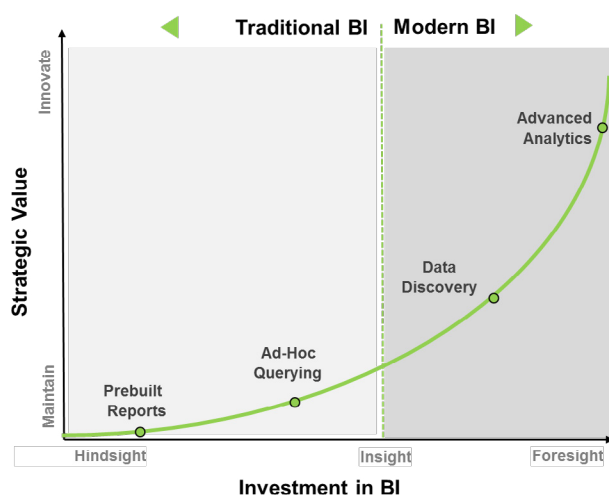 Traditional BI
Modern BI
Innovate
Strategic Value
Maintain
Advanced
Analytics
Data
Discovery
Ad-Hoc
Querying
Prebuilt
Reports
Hindsight
Insight
Foresight
Investment in BI